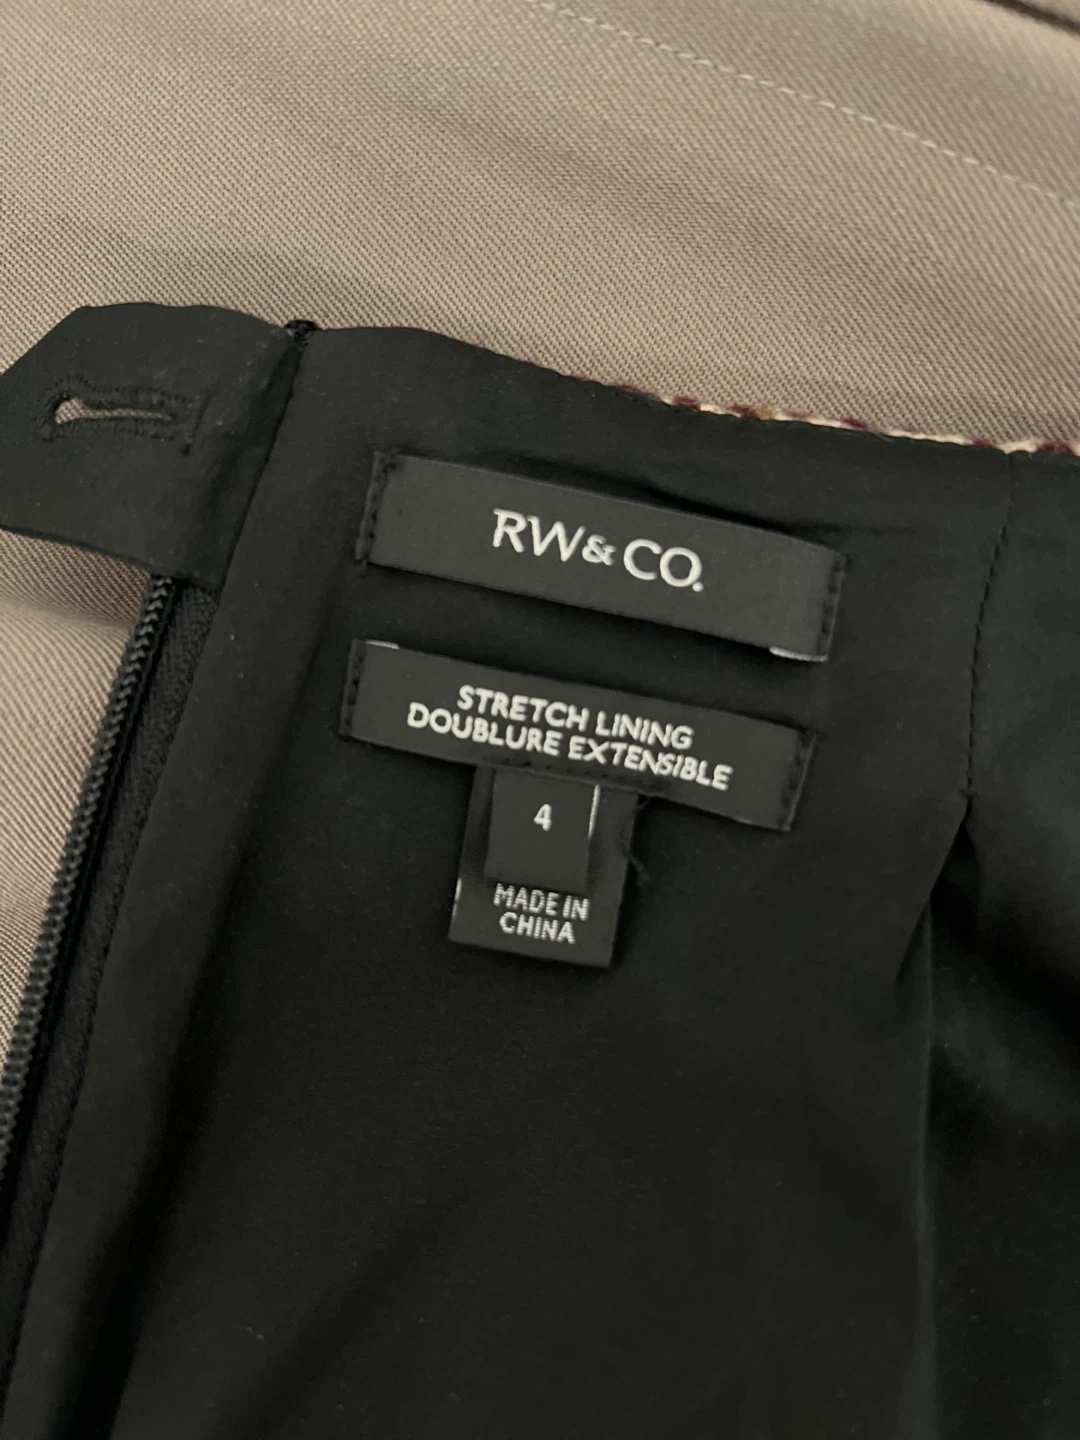 RW&CO.
STRETCH LINING
DOUBLURE EXTENSIBLE
4
MADE IN
CHINA